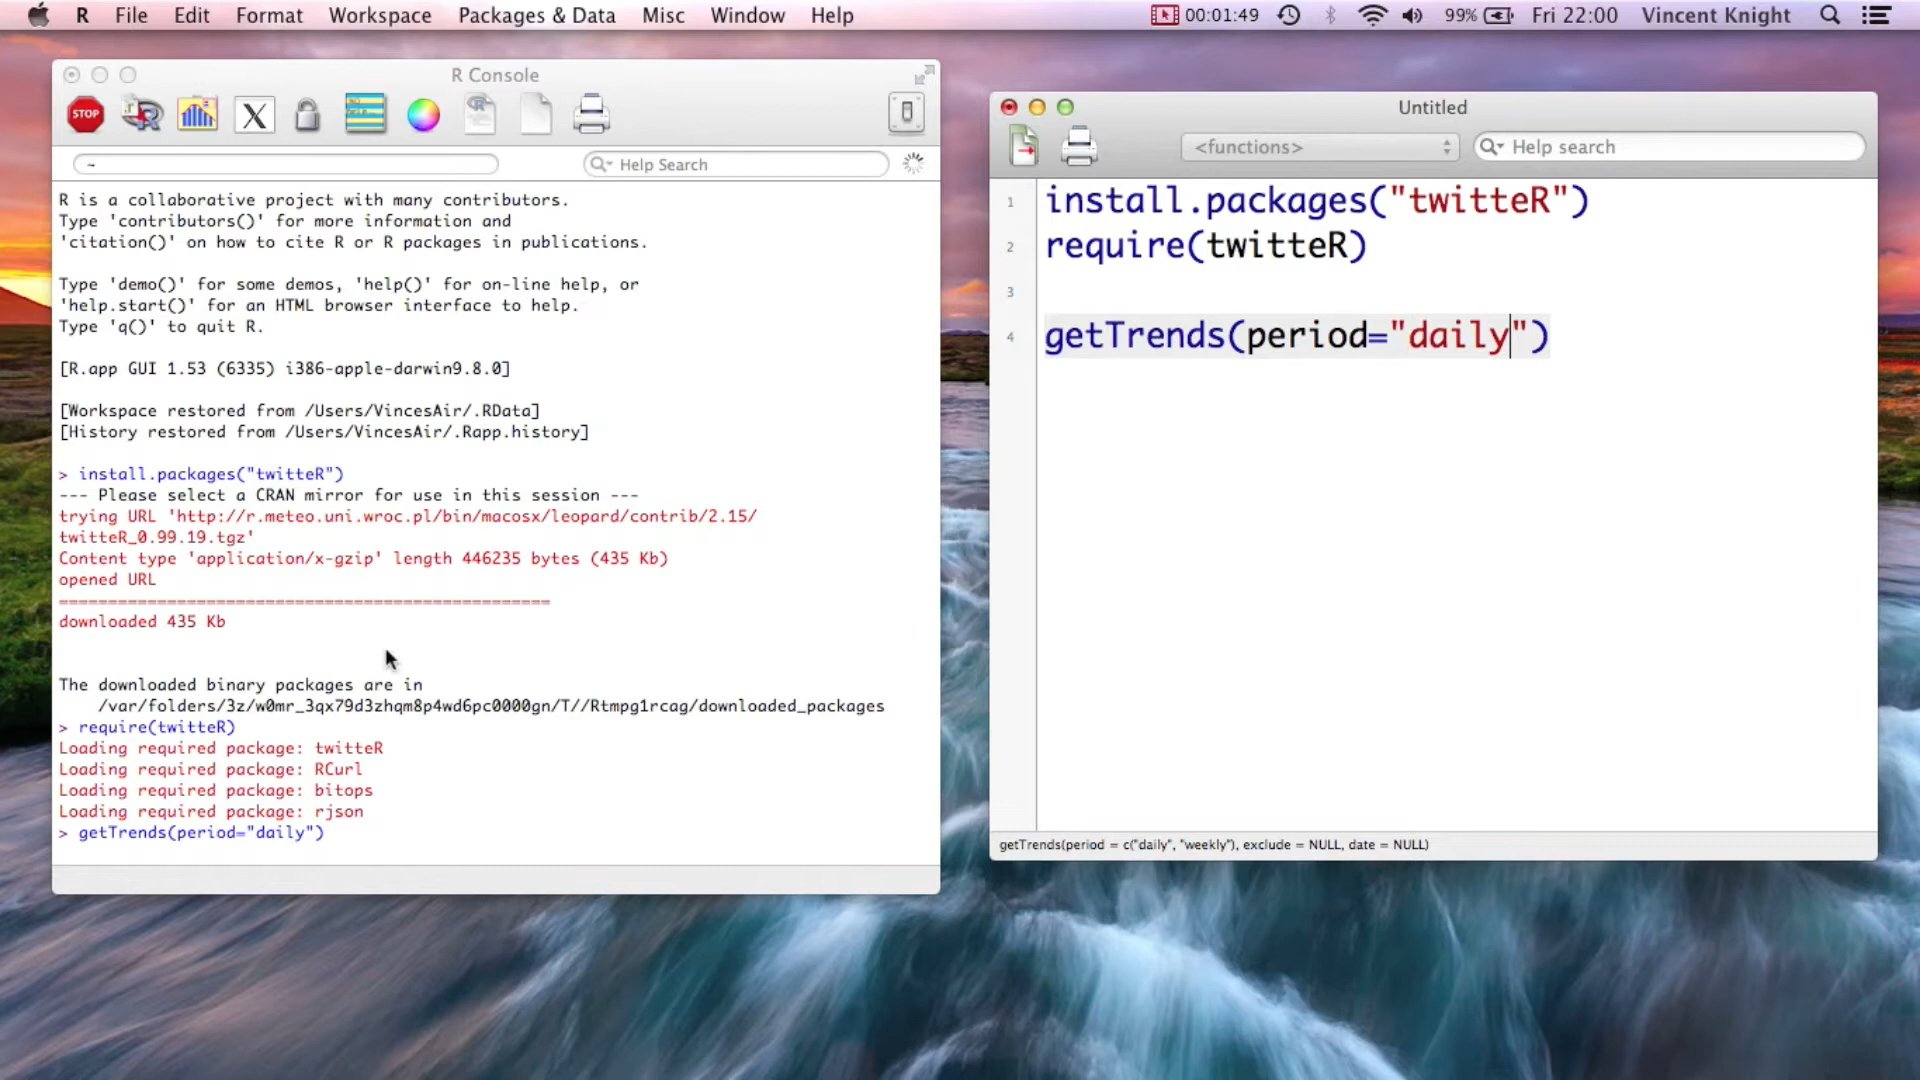 R File Edit Format Workspace Packages & Data Misc Window Help 00:01:49 99% Fri 22:00 Vincent Knight
R Console
STOP
X
~
Help Search
R is a collaborative project with many contributors.
Type 'contributors()' for more information and
'citation()' on how to cite R or R packages in publications.
Type 'demo()' for some demos, 'help()' for on-line help, or
'help.start()' for an HTML browser interface to help.
Type 'q()' to quit R.
[R.app GUI 1.53 (6335) i386-apple-darwin9.8.0]
[Workspace restored from /Users/VincesAir/.RData]
[History restored from /Users/VincesAir/.Rapp.history]
> install.packages("twitteR")
--- Please select a CRAN mirror for use in this session ---
trying URL 'http://r.meteo.uni.wroc.pl/bin/macosx/leopard/contrib/2.15/
twitteR_0.99.19.tgz'
Content type 'application/x-gzip' length 446235 bytes (435 Kb)
opened URL
==================================================
downloaded 435 Kb
The downloaded binary packages are in
/var/folders/3z/w0mr_3qx79d3zhqm8p4wd6pc0000gn/T//Rtmpg1rcag/downloaded_packages
> require(twitteR)
Loading required package: twitteR
Loading required package: RCurl
Loading required package: bitops
Loading required package: rjson
> getTrends(period="daily")
Untitled
<functions>
Help search
1 install.packages("twitteR")
2 require(twitteR)
3
4 getTrends(period="daily")
getTrends(period = c("daily", "weekly"), exclude = NULL, date = NULL)